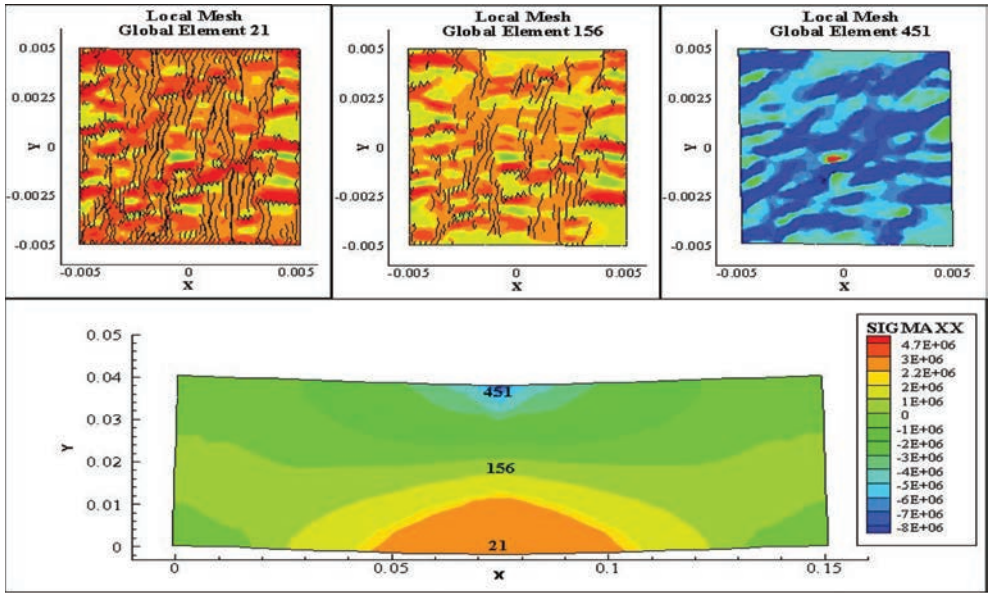 Local Mesh
Global Element 21
0.005
0.0025
Y 0
-0.0025
-0.005
-0.005 0 0.005
X
Local Mesh
Global Element 156
0.005
0.0025
Y 0
-0.0025
-0.005
-0.005 0 0.005
X
Local Mesh
Global Element 451
0.005
0.0025
Y 0
-0.0025
-0.005
-0.005 0 0.005
X
0.05
0.04
0.03
Y
0.02
0.01
0
451
156
21
0 0.05 0.1 0.15
X
SIGMAXX
4.7E+06
3E+06
2.2E+06
2E+06
1E+06
0
-1E+06
-2E+06
-3E+06
-4E+06
-5E+06
-6E+06
-7E+06
-8E+06